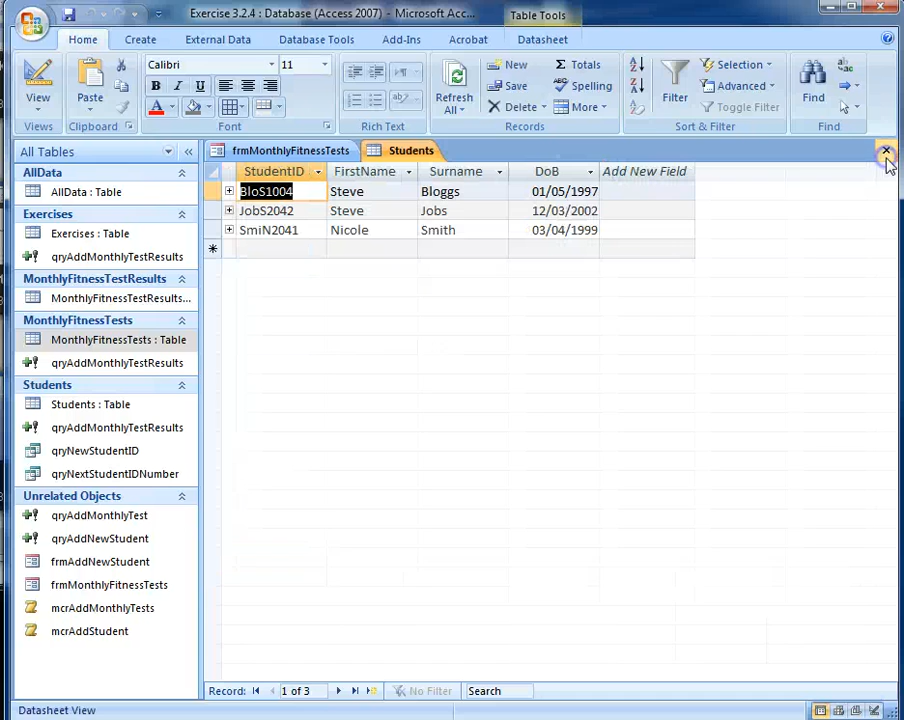 Exercise 3.2.4 : Database (Access 2007) - Microsoft Acc...
Table Tools
Home Create External Data Database Tools Add-Ins Acrobat Datasheet
Calibri 11
New Totals Selection
Save Spelling Advanced
View Paste Refresh All Delete More Filter Toggle Filter Find
Views Clipboard Font Rich Text Records Sort & Filter Find
All Tables
frmMonthlyFitnessTests Students
AllData
AllData : Table
Exercises
Exercises : Table
qryAddMonthlyTestResults
MonthlyFitnessTestResults
MonthlyFitnessTestResults...
MonthlyFitnessTests
MonthlyFitnessTests : Table
qryAddMonthlyTestResults
Students
Students : Table
qryAddMonthlyTestResults
qryNewStudentID
qryNextStudentIDNumber
Unrelated Objects
qryAddMonthlyTest
qryAddNewStudent
frmAddNewStudent
frmMonthlyFitnessTests
mcrAddMonthlyTests
mcrAddStudent
StudentID FirstName Surname DoB Add New Field
BloS1004 Steve Bloggs 01/05/1997
JobS2042 Steve Jobs 12/03/2002
SmiN2041 Nicole Smith 03/04/1999
Record: 1 of 3 No Filter Search
Datasheet View